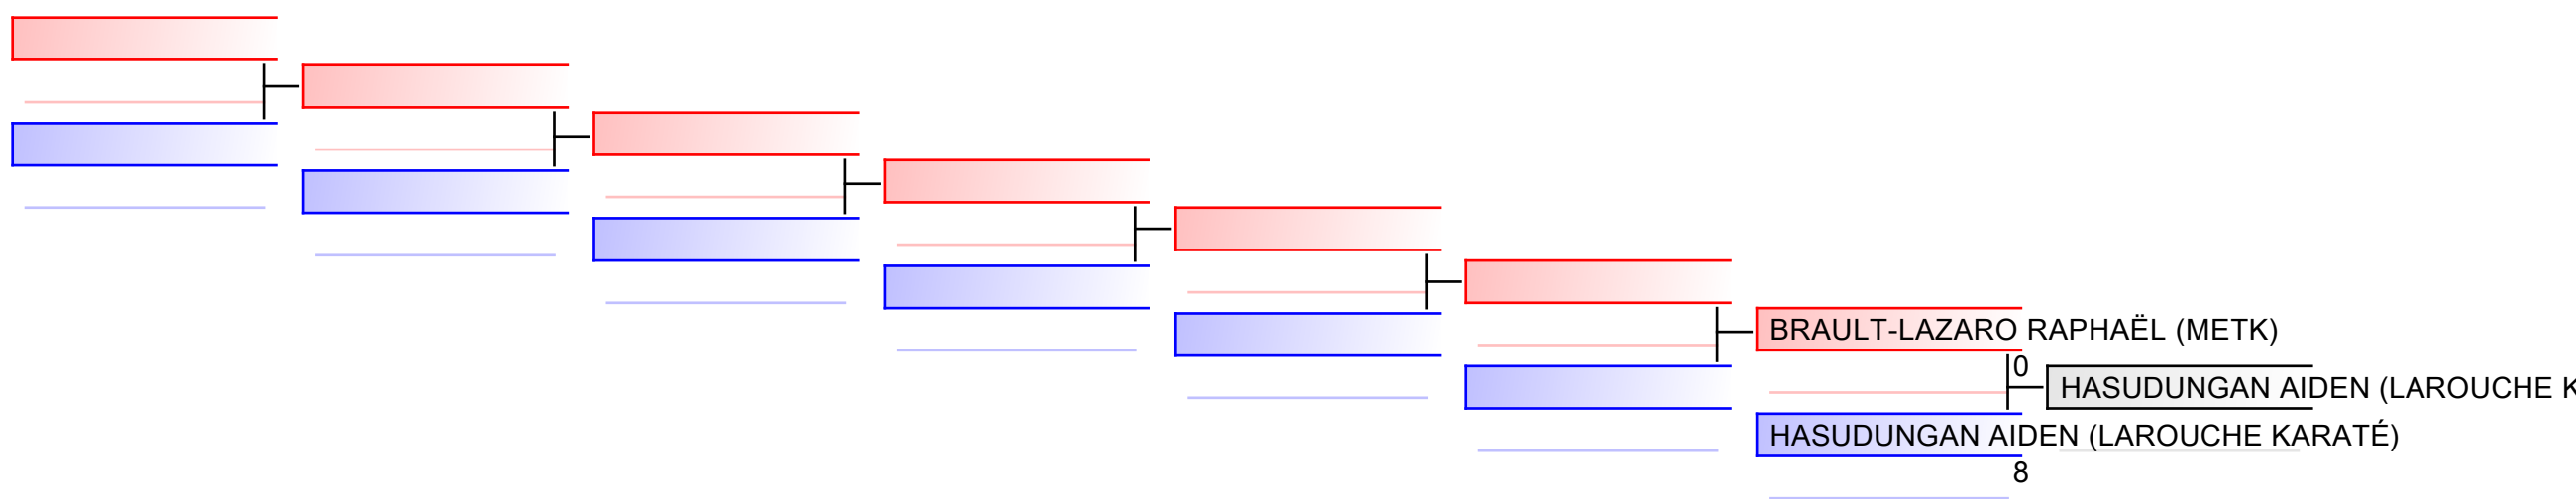 BRAULT-LAZARO RAPHAËL (METK)
0
HASUDUNGAN AIDEN (LAROUCHE K
HASUDUNGAN AIDEN (LAROUCHE KARATÉ)
8